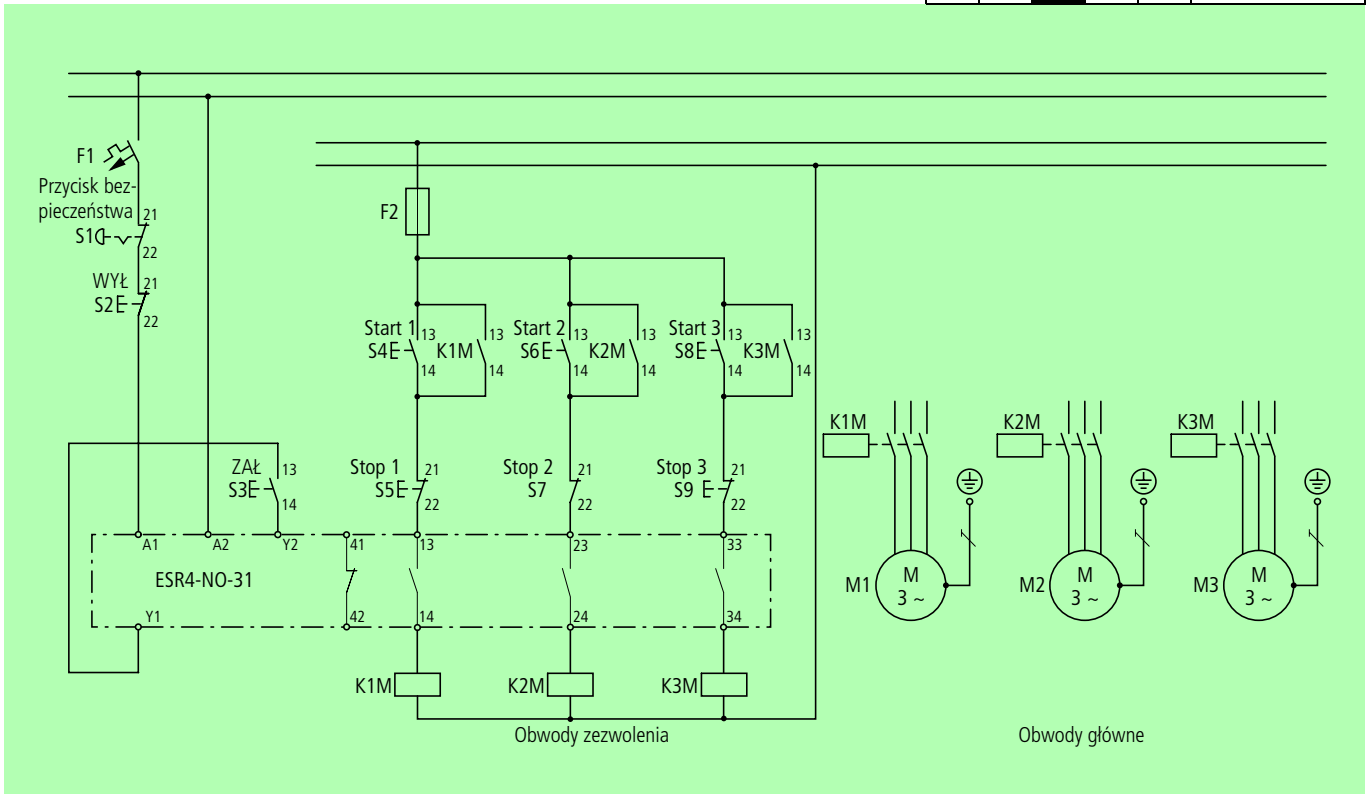 F1
Przycisk bez-
pieczeństwa
21
S1
22
WYŁ
21
S2
22
F2
Start 1
13
13
S4
K1M
14
14
Start 2
13
13
S6
K2M
14
14
Start 3
13
13
S8
K3M
14
14
ZAŁ
13
S3
14
Stop 1
21
S5
22
Stop 2
21
S7
22
Stop 3
21
S9
22
A1
A2
Y2
41
13
23
33
ESR4-NO-31
Y1
42
14
24
34
K1M
K2M
K3M
Obwody zezwolenia
K1M
K2M
K3M
M1
M
3 ~
M2
M
3 ~
M3
M
3 ~
Obwody główne